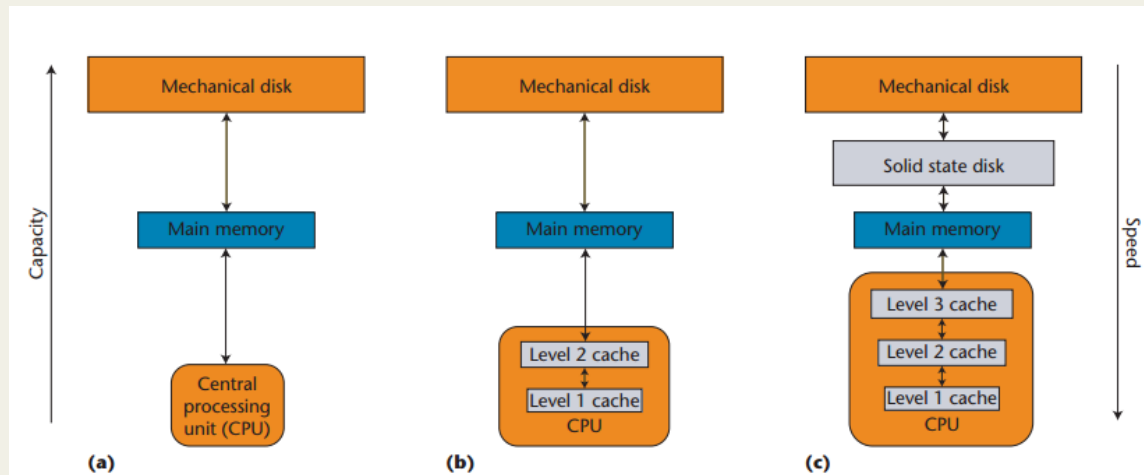 Capacity
Mechanical disk
Main memory
Central
processing
unit (CPU)
(a)
Mechanical disk
Main memory
Level 2 cache
Level 1 cache
CPU
(b)
Mechanical disk
Solid state disk
Main memory
Level 3 cache
Level 2 cache
Level 1 cache
CPU
(c)
Speed